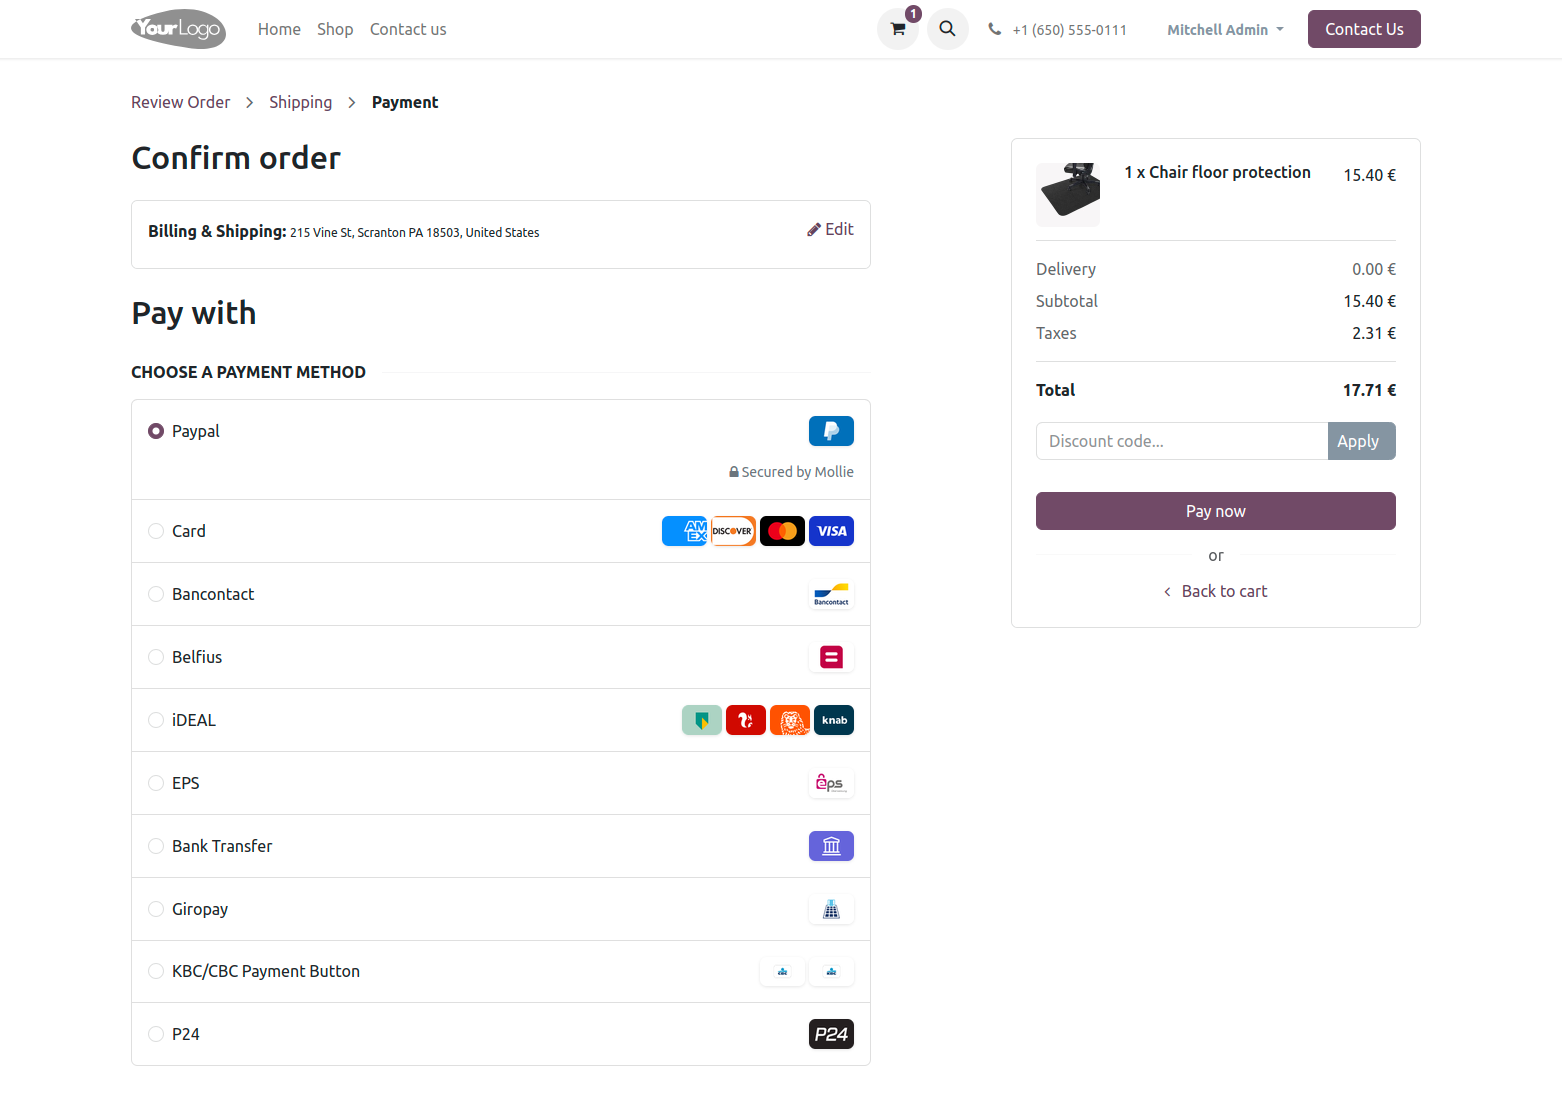 YourLogo
Home Shop Contact us
1
+1 (650) 555-0111
Mitchell Admin
Contact Us
Review Order > Shipping > Payment
Confirm order
Billing & Shipping: 215 Vine St, Scranton PA 18503, United States
Edit
Pay with
CHOOSE A PAYMENT METHOD
Paypal
Secured by Mollie
Card
AM
EX
DISCOVER
VISA
Bancontact
Bancontact
Belfius
iDEAL
knab
EPS
eps
Bank Transfer
Giropay
KBC/CBC Payment Button
P24
P24
1 x Chair floor protection 15.40 €
Delivery 0.00 €
Subtotal 15.40 €
Taxes 2.31 €
Total 17.71 €
Discount code... Apply
Pay now
or
< Back to cart